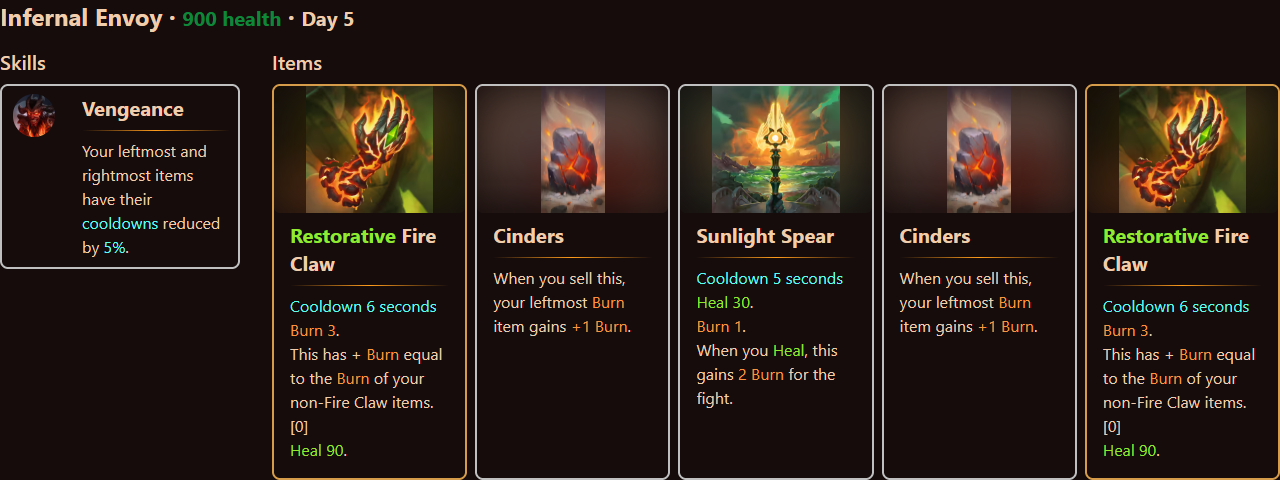 Infernal Envoy · 900 health · Day 5
Skills
Vengeance
Your leftmost and
rightmost items
have their
cooldowns reduced
by 5%.
Items
Restorative Fire
Claw
Cooldown 6 seconds
Burn 3.
This has + Burn equal
to the Burn of your
non-Fire Claw items.
[0]
Heal 90.
Cinders
When you sell this,
your leftmost Burn
item gains +1 Burn.
Sunlight Spear
Cooldown 5 seconds
Heal 30.
Burn 1.
When you Heal, this
gains 2 Burn for the
fight.
Cinders
When you sell this,
your leftmost Burn
item gains +1 Burn.
Restorative Fire
Claw
Cooldown 6 seconds
Burn 3.
This has + Burn equal
to the Burn of your
non-Fire Claw items.
[0]
Heal 90.